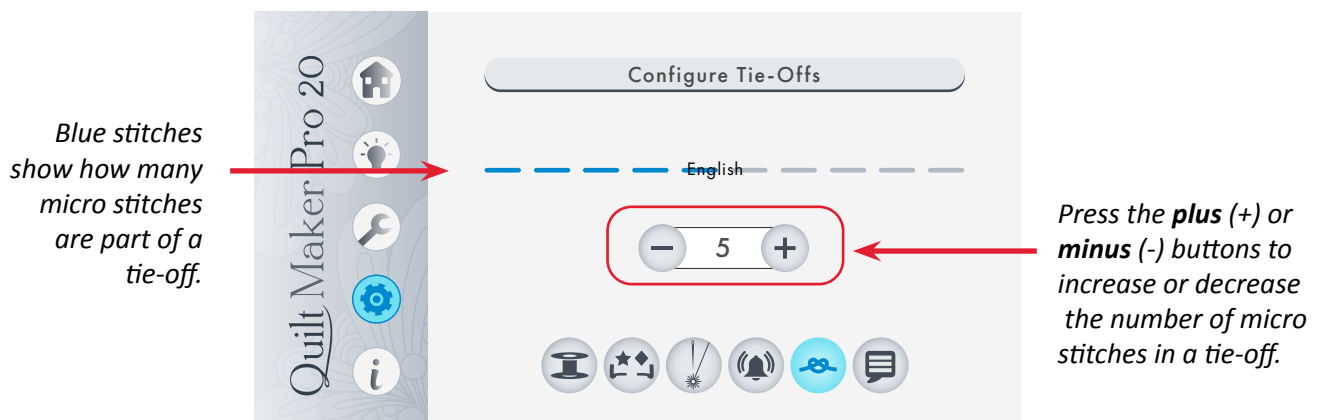 Blue stitches
show how many
micro stitches
are part of a
tie-off.
Quilt Maker Pro 20
i
Configure Tie-Offs
English
− 5 +
Press the plus (+) or
minus (-) buttons to
increase or decrease
the number of micro
stitches in a tie-off.